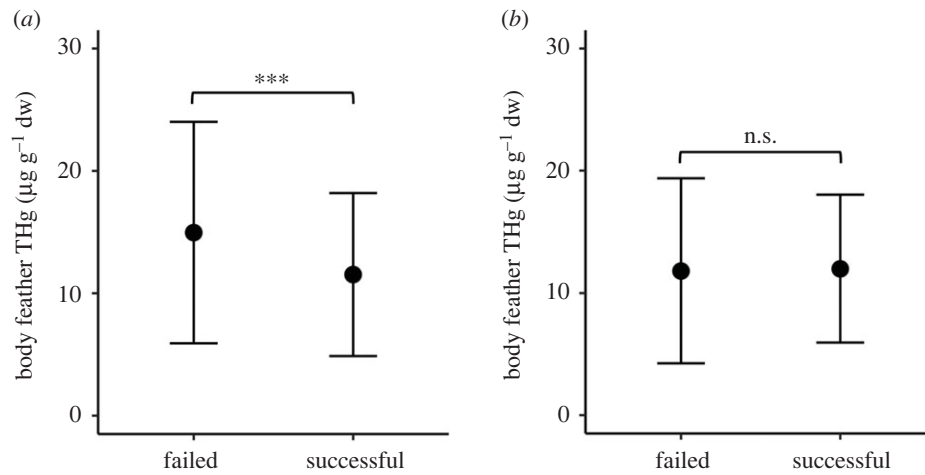 (a)
body feather THg (µg g⁻¹ dw)
30
20
10
0
***
failed
successful
(b)
body feather THg (µg g⁻¹ dw)
30
20
10
0
n.s.
failed
successful